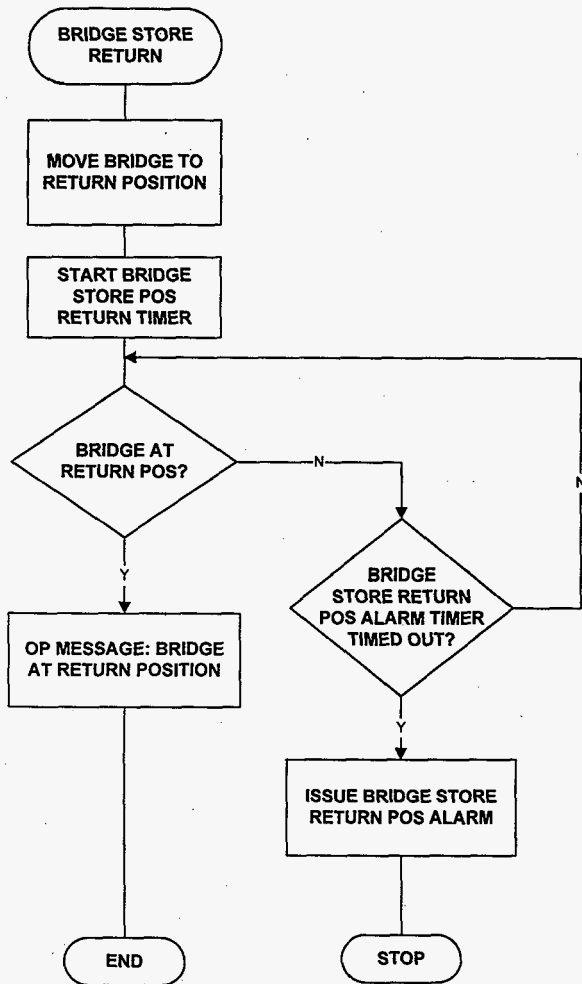 BRIDGE STORE
RETURN
MOVE BRIDGE TO
RETURN POSITION
START BRIDGE
STORE POS
RETURN TIMER
BRIDGE AT
RETURN POS?
N
N
Y
BRIDGE
STORE RETURN
POS ALARM TIMER
TIMED OUT?
OP MESSAGE: BRIDGE
AT RETURN POSITION
Y
ISSUE BRIDGE STORE
RETURN POS ALARM
END
STOP